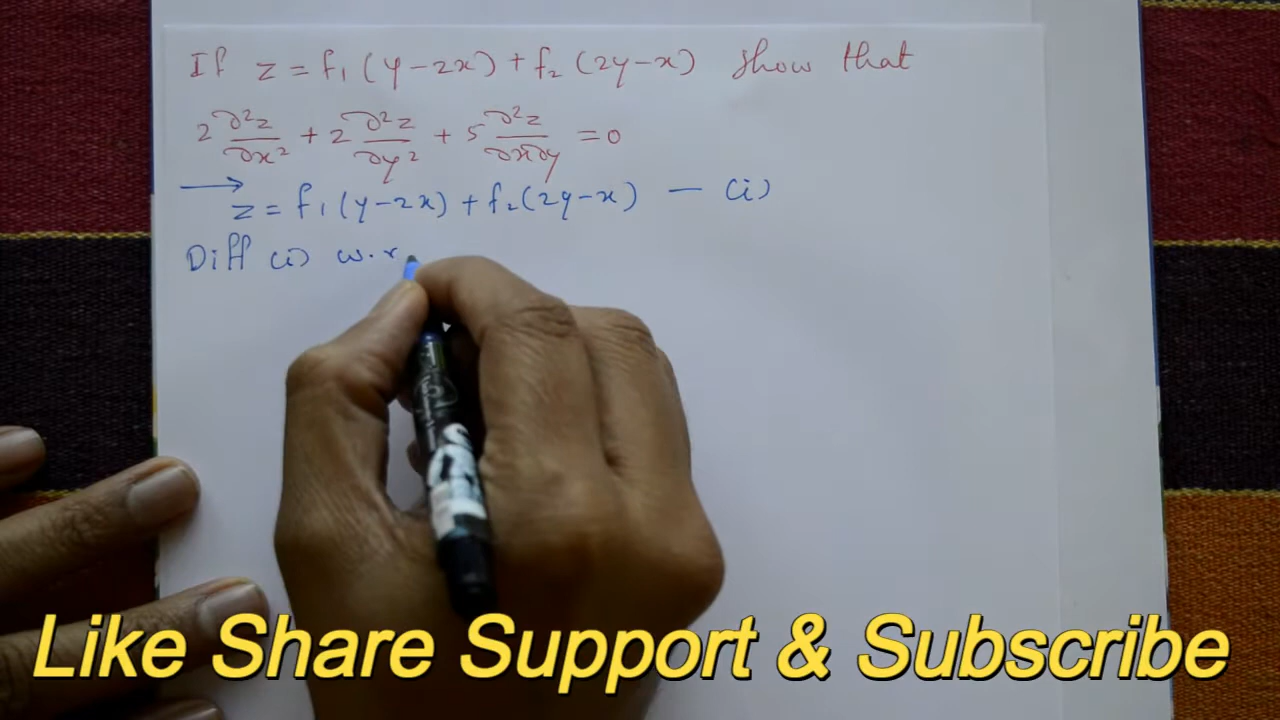 If z = f₁(y-2x) + f₂(2y-x) show that
2 ∂²z/∂x² + 2 ∂²z/∂y² + 5 ∂²z/∂x∂y = 0
→ z = f₁(y-2x) + f₂(2y-x) — (i)
Diff (i) w.r
Like Share Support & Subscribe